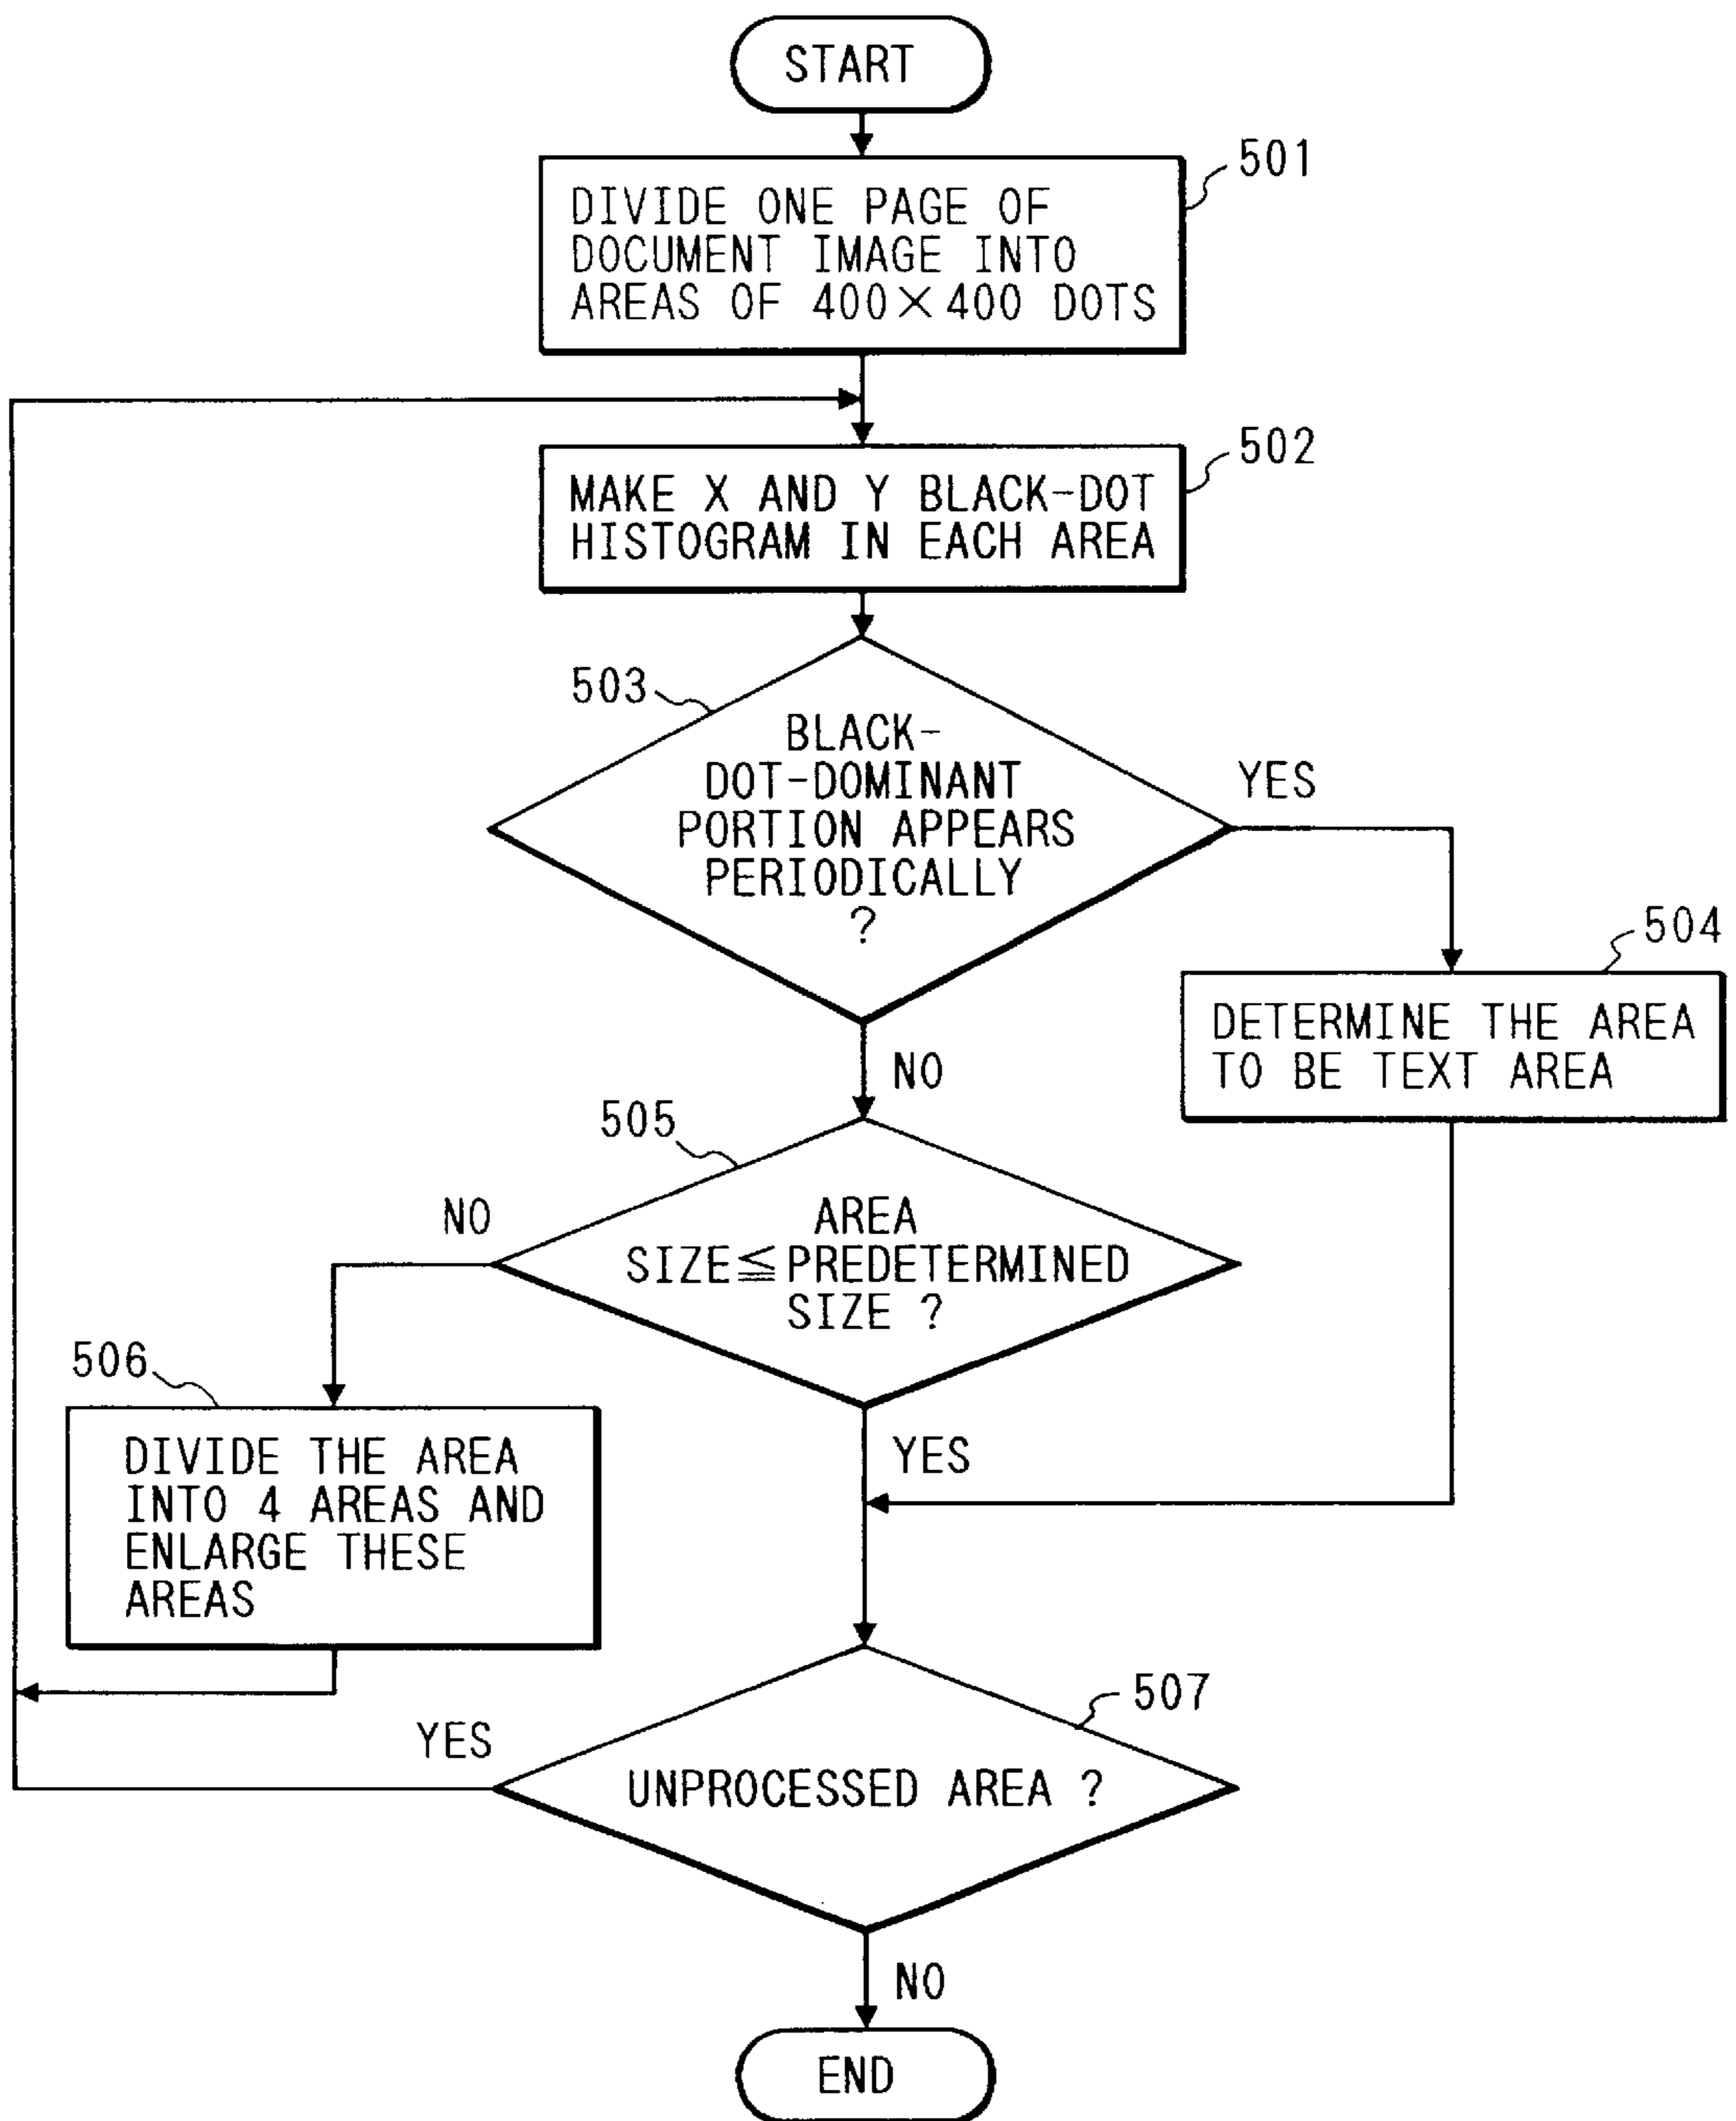 START
501
DIVIDE ONE PAGE OF
DOCUMENT IMAGE INTO
AREAS OF 400×400 DOTS
502
MAKE X AND Y BLACK-DOT
HISTOGRAM IN EACH AREA
503
BLACK-
DOT-DOMINANT
PORTION APPEARS
PERIODICALLY
?
YES
504
DETERMINE THE AREA
TO BE TEXT AREA
NO
505
AREA
SIZE≦PREDETERMINED
SIZE ?
NO
506
DIVIDE THE AREA
INTO 4 AREAS AND
ENLARGE THESE
AREAS
YES
507
UNPROCESSED AREA ?
YES
NO
END